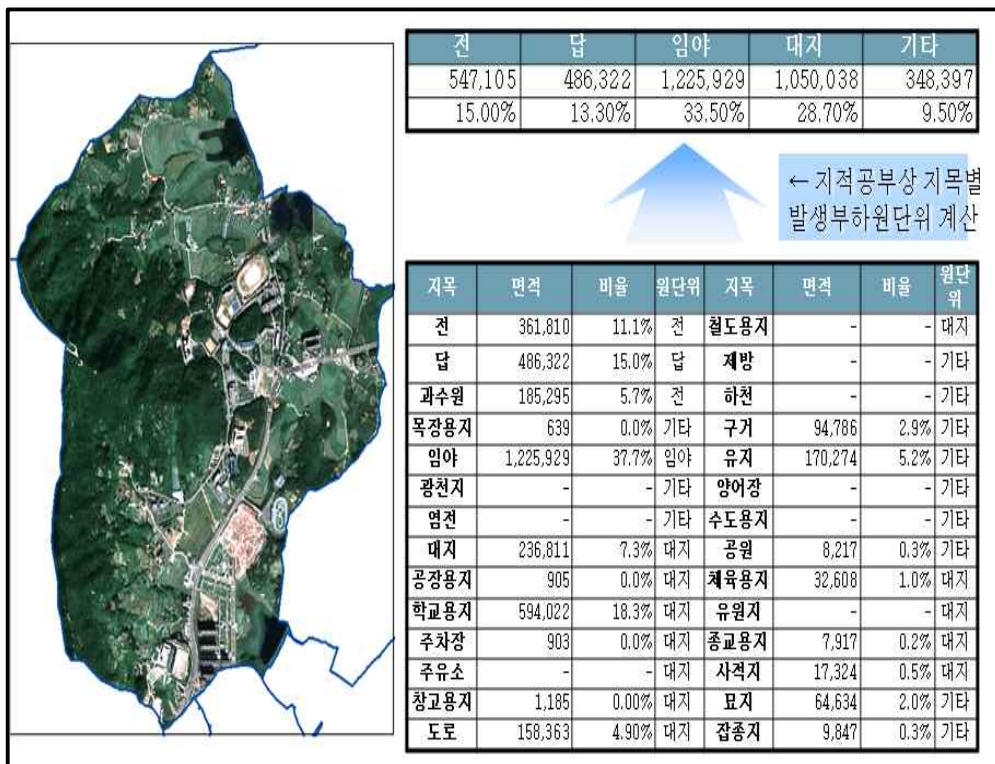 전 답 임야 대지 기타
547,105 486,322 1,225,929 1,050,038 348,397
15.00% 13.30% 33.50% 28.70% 9.50%
← 지적공부상 지목별
발생부하원단위 계산
지목 면적 비율 원단위 지목 면적 비율 원단위
전 361,810 11.1% 전 철도용지 - - 대지
답 486,322 15.0% 답 제방 - - 기타
과수원 185,295 5.7% 전 하천 - - 기타
목장용지 639 0.0% 기타 구거 94,786 2.9% 기타
임야 1,225,929 37.7% 임야 유지 170,274 5.2% 기타
광천지 - - 기타 양어장 - - 기타
염전 - - 기타 수도용지 - - 기타
대지 236,811 7.3% 대지 공원 8,217 0.3% 기타
공장용지 905 0.0% 대지 체육용지 32,608 1.0% 대지
학교용지 594,022 18.3% 대지 유원지 - - 대지
주차장 903 0.0% 대지 종교용지 7,917 0.2% 대지
주유소 - - 대지 사적지 17,324 0.5% 대지
창고용지 1,185 0.00% 대지 묘지 64,634 2.0% 기타
도로 158,363 4.90% 대지 잡종지 9,847 0.3% 기타